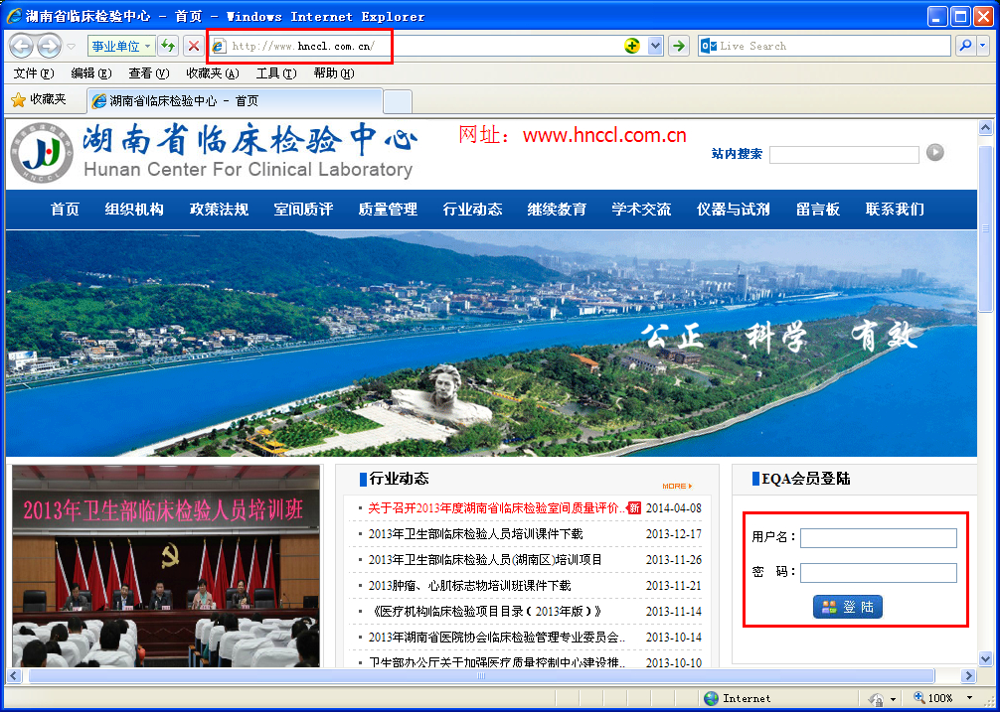 湖南省临床检验中心 - 首页 - Windows Internet Explorer
事业单位 http://www.hnccl.com.cn/ Live Search
文件(F) 编辑(E) 查看(V) 收藏夹(A) 工具(T) 帮助(H)
收藏夹 湖南省临床检验中心 - 首页
湖南省临床检验中心
Hunan Center For Clinical Laboratory
HNCCL
网址：www.hnccl.com.cn
站内搜索
首页 组织机构 政策法规 室间质评 质量管理 行业动态 继续教育 学术交流 仪器与试剂 留言板 联系我们
公正 科学 有效
2013年卫生部临床检验人员培训班
行业动态
MORE
关于召开2013年度湖南省临床检验室间质量评价.. 新 2014-04-08
2013年卫生部临床检验人员培训课件下载 2013-12-17
2013年卫生部临床检验人员(湖南区)培训项目 2013-11-26
2013肿瘤、心肌标志物培训班课件下载 2013-11-21
《医疗机构临床检验项目目录（2013年版）》 2013-11-14
2013年湖南省医院协会临床检验管理专业委员会.. 2013-10-14
卫生部办公厅关于加强医疗质量控制中心建设推.. 2013-10-10
EQA会员登陆
用户名：
密 码：
登 陆
Internet 100%